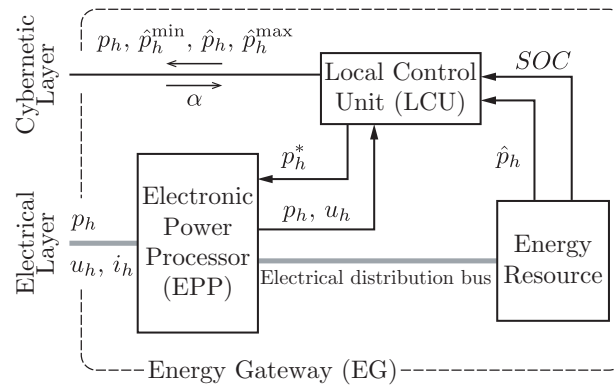 Cybernetic
Layer
p_h, p̂_h^min, p̂_h, p̂_h^max
α
Local Control
Unit (LCU)
SOC
p_h^*
p̂_h
Electrical
Layer
p_h
u_h, i_h
Electronic
Power
Processor
(EPP)
p_h, u_h
Electrical distribution bus
Energy
Resource
Energy Gateway (EG)